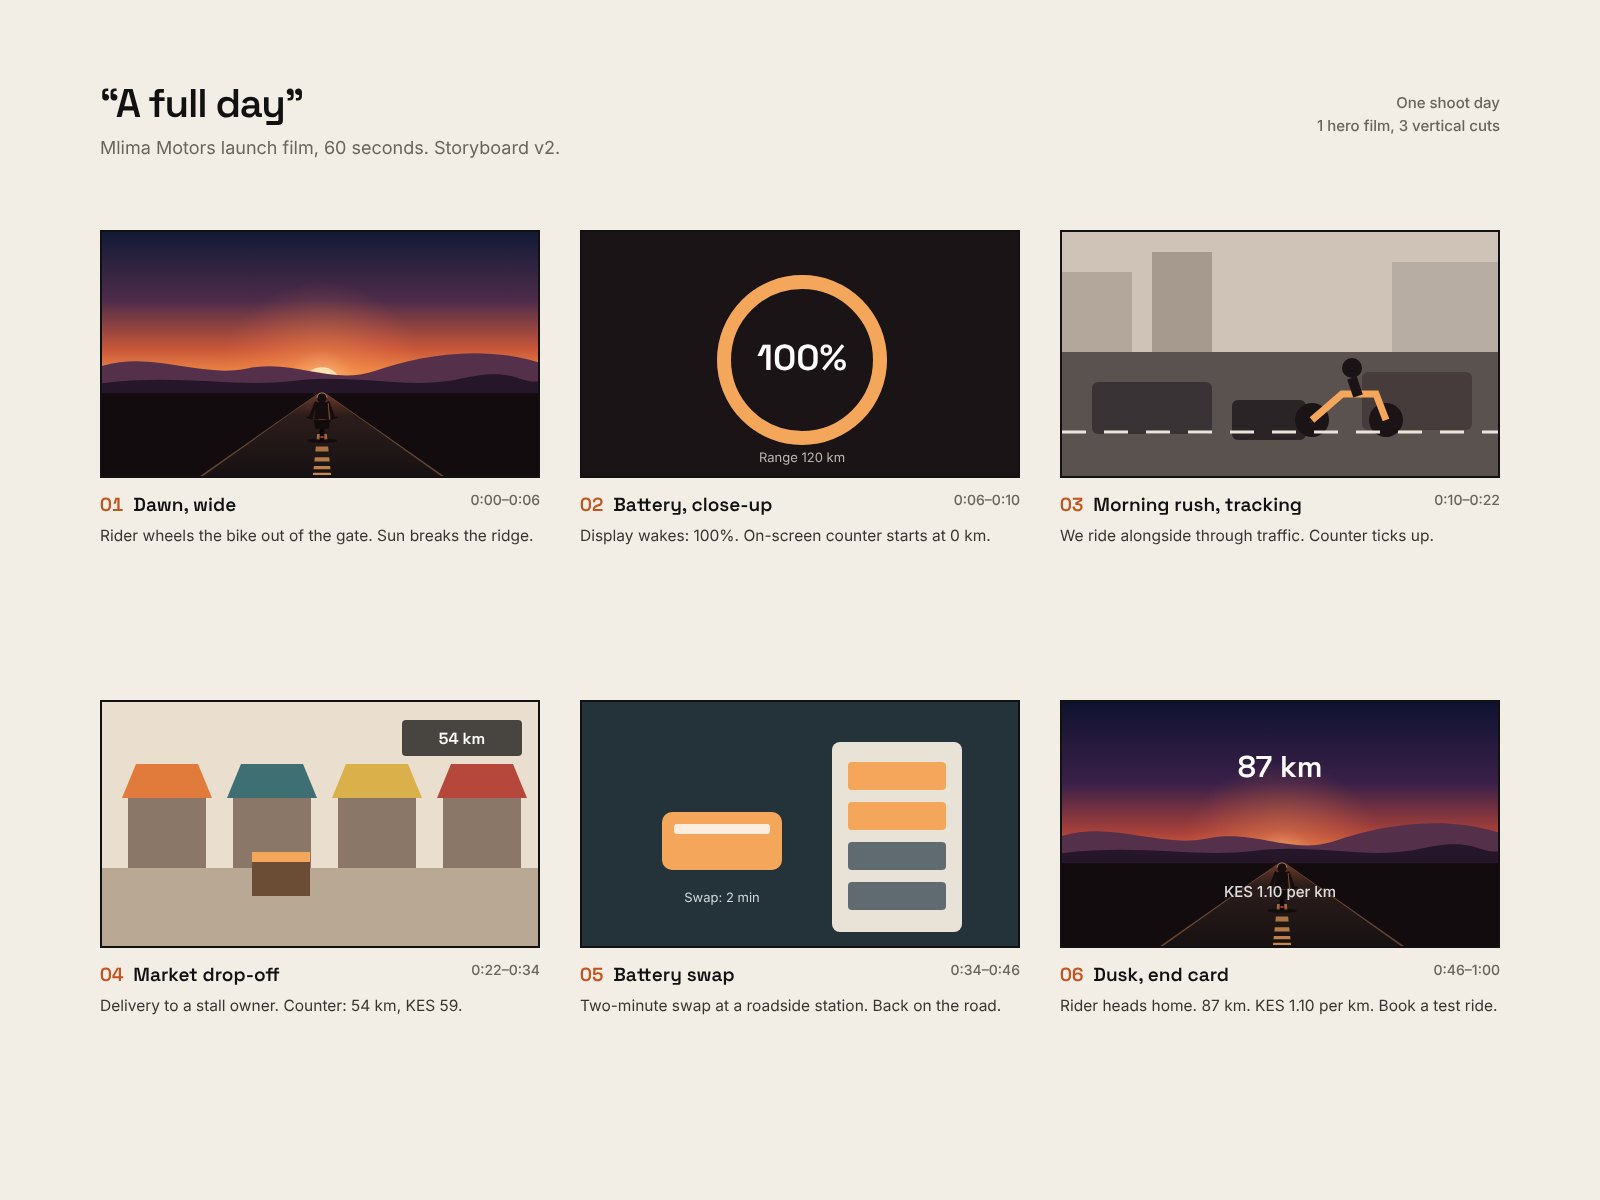 “A full day”
Mlima Motors launch film, 60 seconds. Storyboard v2.
One shoot day
1 hero film, 3 vertical cuts
100%
Range 120 km
01 Dawn, wide 0:00–0:06
Rider wheels the bike out of the gate. Sun breaks the ridge.
02 Battery, close-up 0:06–0:10
Display wakes: 100%. On-screen counter starts at 0 km.
03 Morning rush, tracking 0:10–0:22
We ride alongside through traffic. Counter ticks up.
54 km
04 Market drop-off 0:22–0:34
Delivery to a stall owner. Counter: 54 km, KES 59.
Swap: 2 min
05 Battery swap 0:34–0:46
Two-minute swap at a roadside station. Back on the road.
87 km
KES 1.10 per km
06 Dusk, end card 0:46–1:00
Rider heads home. 87 km. KES 1.10 per km. Book a test ride.